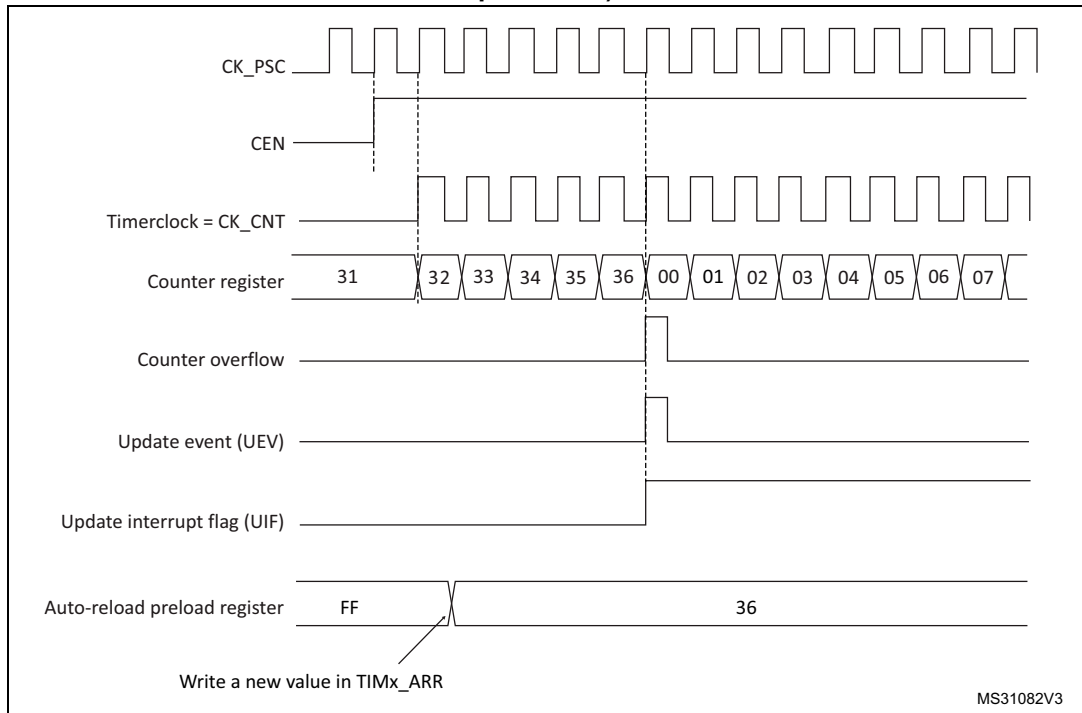 CK_PSC
CEN
Timerclock = CK_CNT
Counter register 31 32 33 34 35 36 00 01 02 03 04 05 06 07
Counter overflow
Update event (UEV)
Update interrupt flag (UIF)
Auto-reload preload register FF 36
Write a new value in TIMx_ARR
MS31082V3